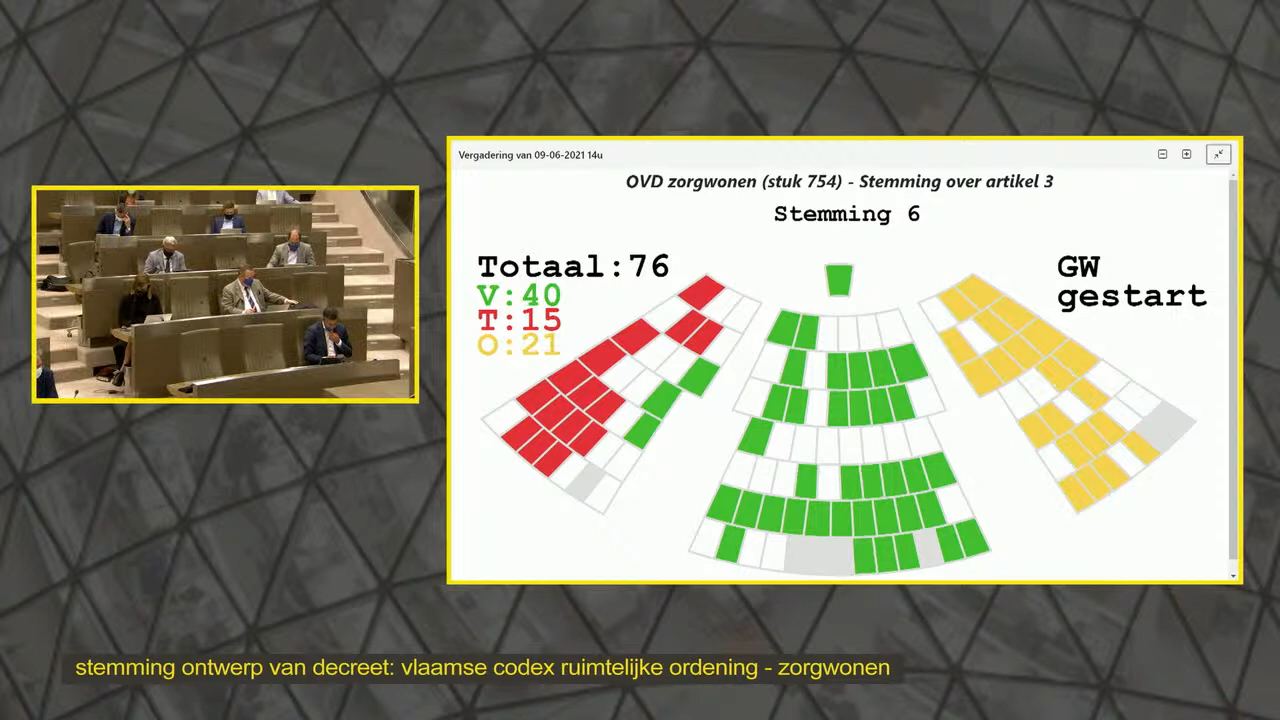 Vergadering van 09-06-2021 14u
OVD zorgwonen (stuk 754) - Stemming over artikel 3
Stemming 6
Totaal:76
V:40
T:15
O:21
GW
gestart
stemming ontwerp van decreet: vlaamse codex ruimtelijke ordening - zorgwonen